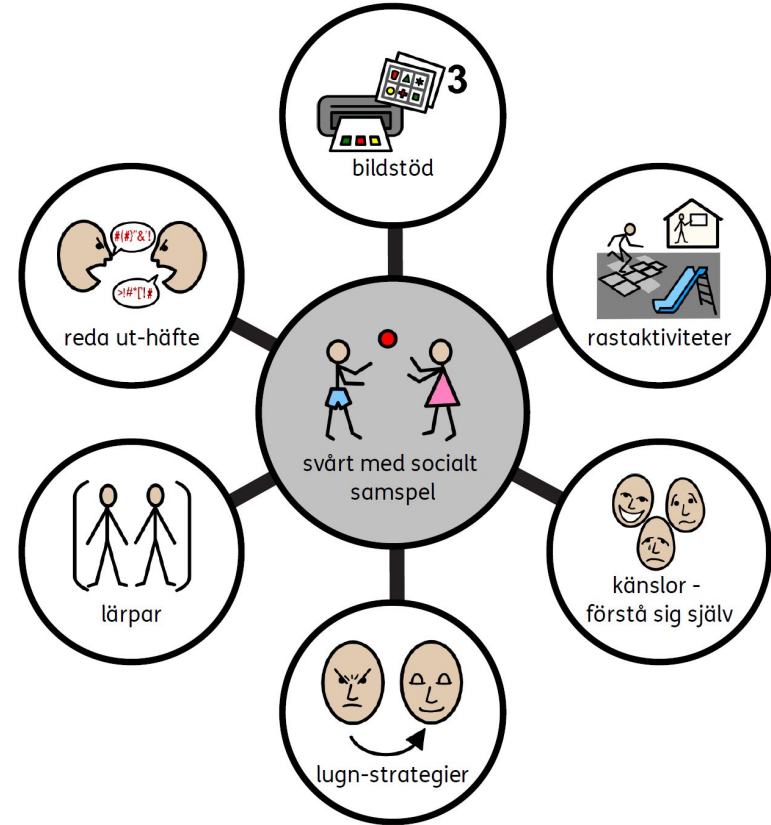 3
bildstöd
#(#}"&'!
>!#*['!#
reda ut-häfte
rastaktiviteter
svårt med socialt
samspel
lärpar
känslor -
förstå sig själv
lugn-strategier